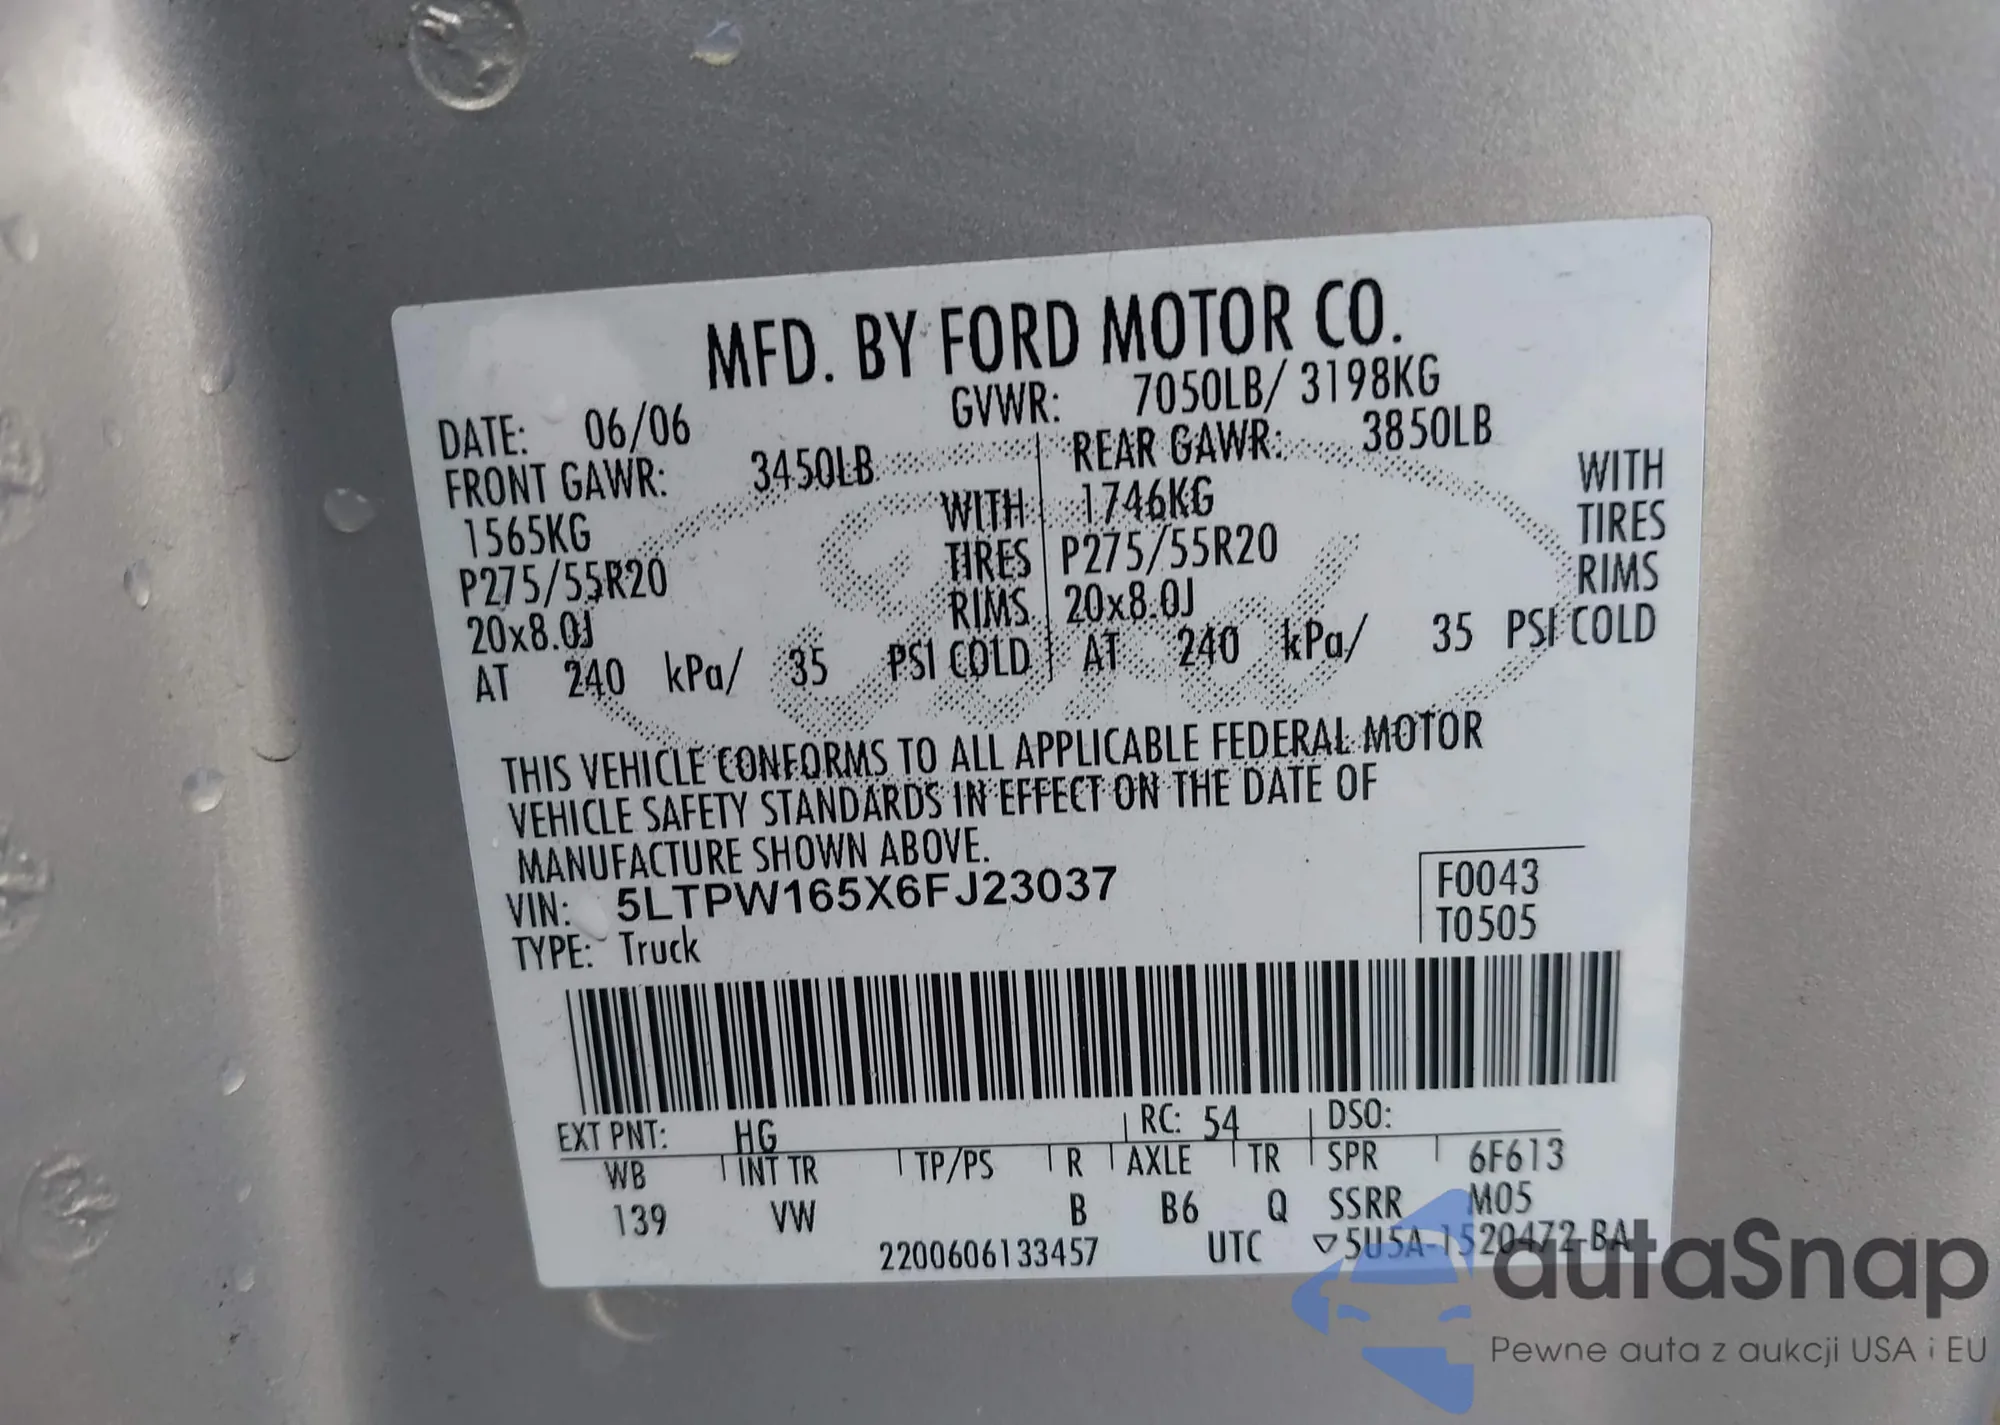 MFD. BY FORD MOTOR CO.
DATE: 06/06 GVWR: 7050LB/ 3198KG
FRONT GAWR: 3450LB REAR GAWR: 3850LB
1565KG WITH 1746KG WITH
P275/55R20 TIRES P275/55R20 TIRES
20x8.0J RIMS 20x8.0J RIMS
AT 240 kPa/ 35 PSI COLD AT 240 kPa/ 35 PSI COLD
THIS VEHICLE CONFORMS TO ALL APPLICABLE FEDERAL MOTOR
VEHICLE SAFETY STANDARDS IN EFFECT ON THE DATE OF
MANUFACTURE SHOWN ABOVE.
VIN: 5LTPW165X6FJ23037 F0043
TYPE: Truck T0505
EXT PNT: HG RC: 54 DSO:
WB INT TR TP/PS R AXLE TR SPR 6F613
139 VW B B6 Q SSRR M05
2200606133457 UTC ▽5U5A-1520472-BA
autaSnap
Pewne auta z aukcji USA i EU